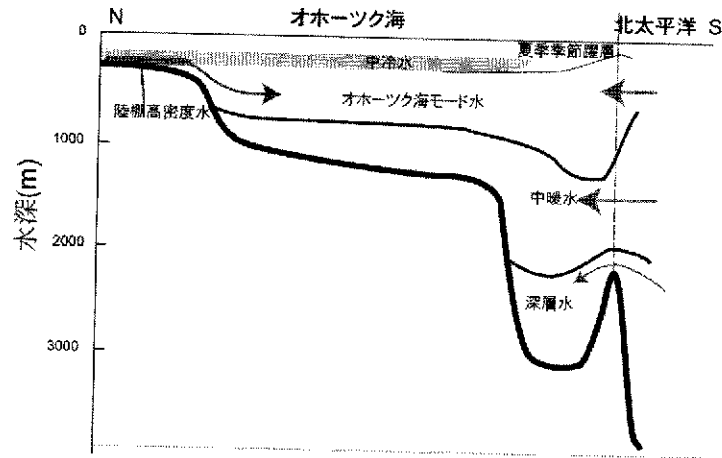 N オホーツク海 北太平洋 S
0
夏季季節躍層
中冷水
陸棚高密度水
オホーツク海モード水
1000
中暖水
水深(m)
2000
深層水
3000